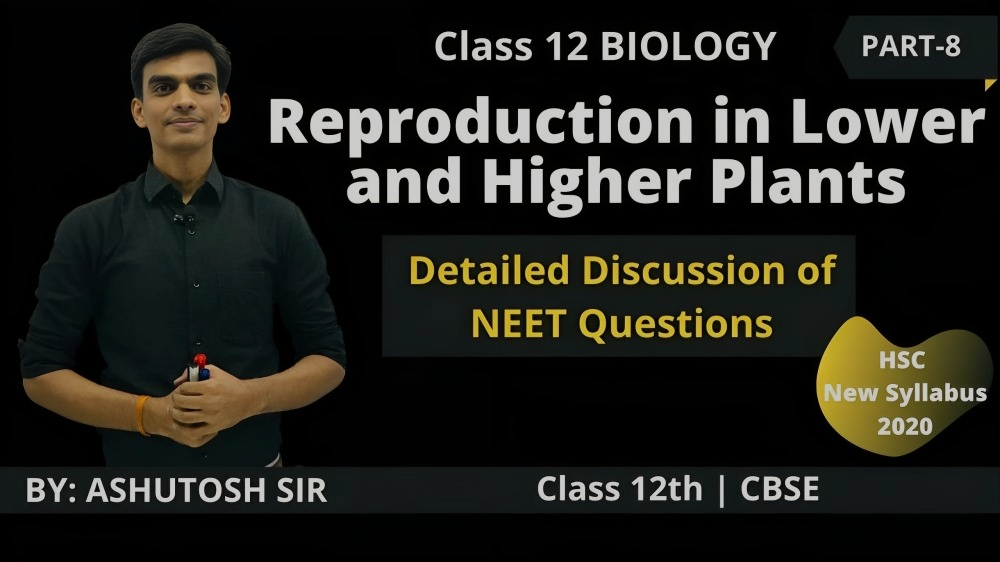 Class 12 BIOLOGY
PART-8
Reproduction in Lower
and Higher Plants
Detailed Discussion of
NEET Questions
HSC
New Syllabus
2020
BY: ASHUTOSH SIR
Class 12th | CBSE